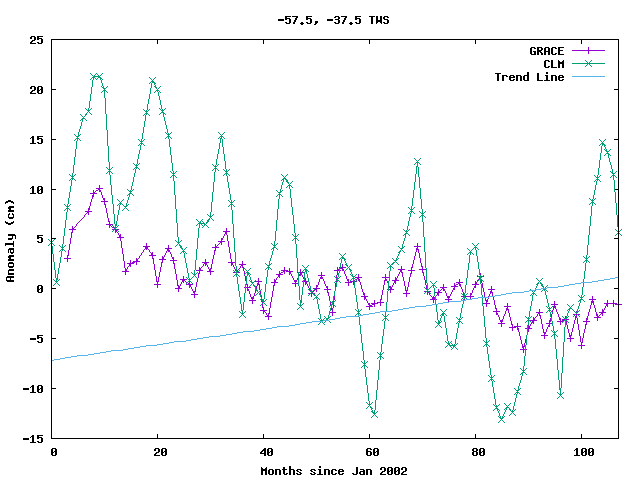 -57.5, -37.5 TWS
GRACE
CLM
Trend Line
25
20
15
10
5
0
-5
-10
-15
Anomaly (cm)
0 20 40 60 80 100
Months since Jan 2002